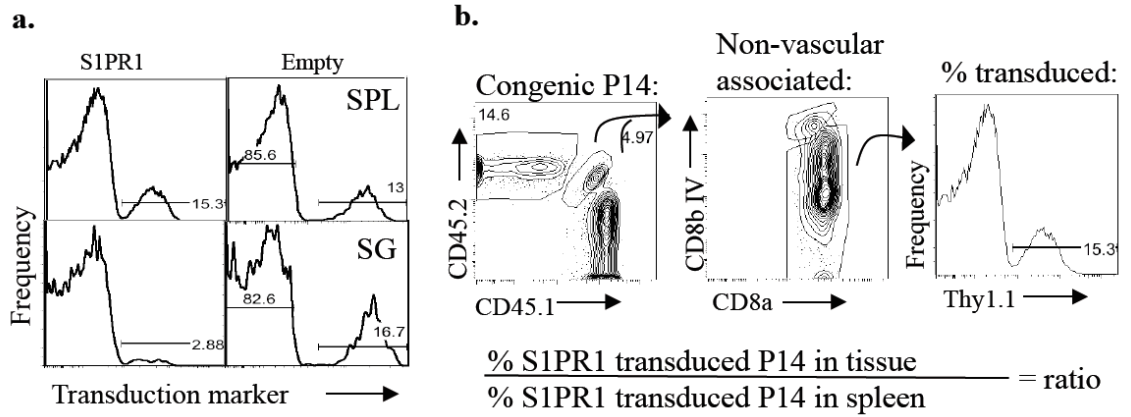 a.
S1PR1
Empty
SPL
85.6
15.3
13
SG
82.6
2.88
16.7
Frequency
Transduction marker
b.
Congenic P14:
Non-vascular
associated:
% transduced:
14.6
4.97
CD45.2
CD45.1
CD8b IV
CD8a
Frequency
15.3
Thy1.1
% S1PR1 transduced P14 in tissue
% S1PR1 transduced P14 in spleen
= ratio